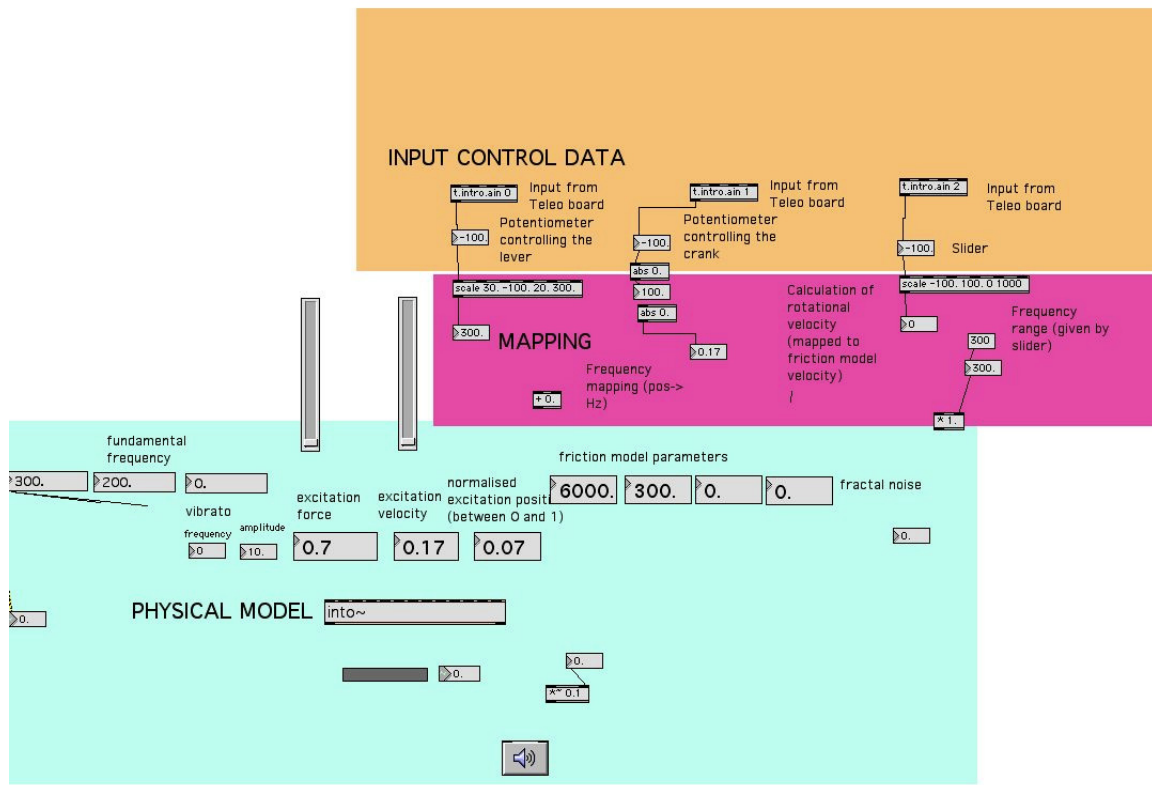 INPUT CONTROL DATA
t.intro.ain 0
Input from
Teleo board
t.intro.ain 1
Input from
Teleo board
t.intro.ain 2
Input from
Teleo board
-100.
Potentiometer
controlling the
lever
-100.
Potentiometer
controlling the
crank
-100.
Slider
scale 30. -100. 20. 300.
abs 0.
100.
abs 0.
scale -100. 100. 0 1000
300.
MAPPING
0.17
Calculation of
rotational
velocity
(mapped to
friction model
velocity)
0
Frequency
range (given by
slider)
300
300.
+ 0.
Frequency
mapping (pos->
Hz)
* 1.
fundamental
frequency
300.
200.
0.
vibrato
frequency
amplitude
0
10.
excitation
force
0.7
excitation
velocity
0.17
normalised
excitation positi
(between 0 and 1)
0.07
friction model parameters
6000.
300.
0.
0.
fractal noise
0.
0.
PHYSICAL MODEL
into~
0.
0.
*~ 0.1